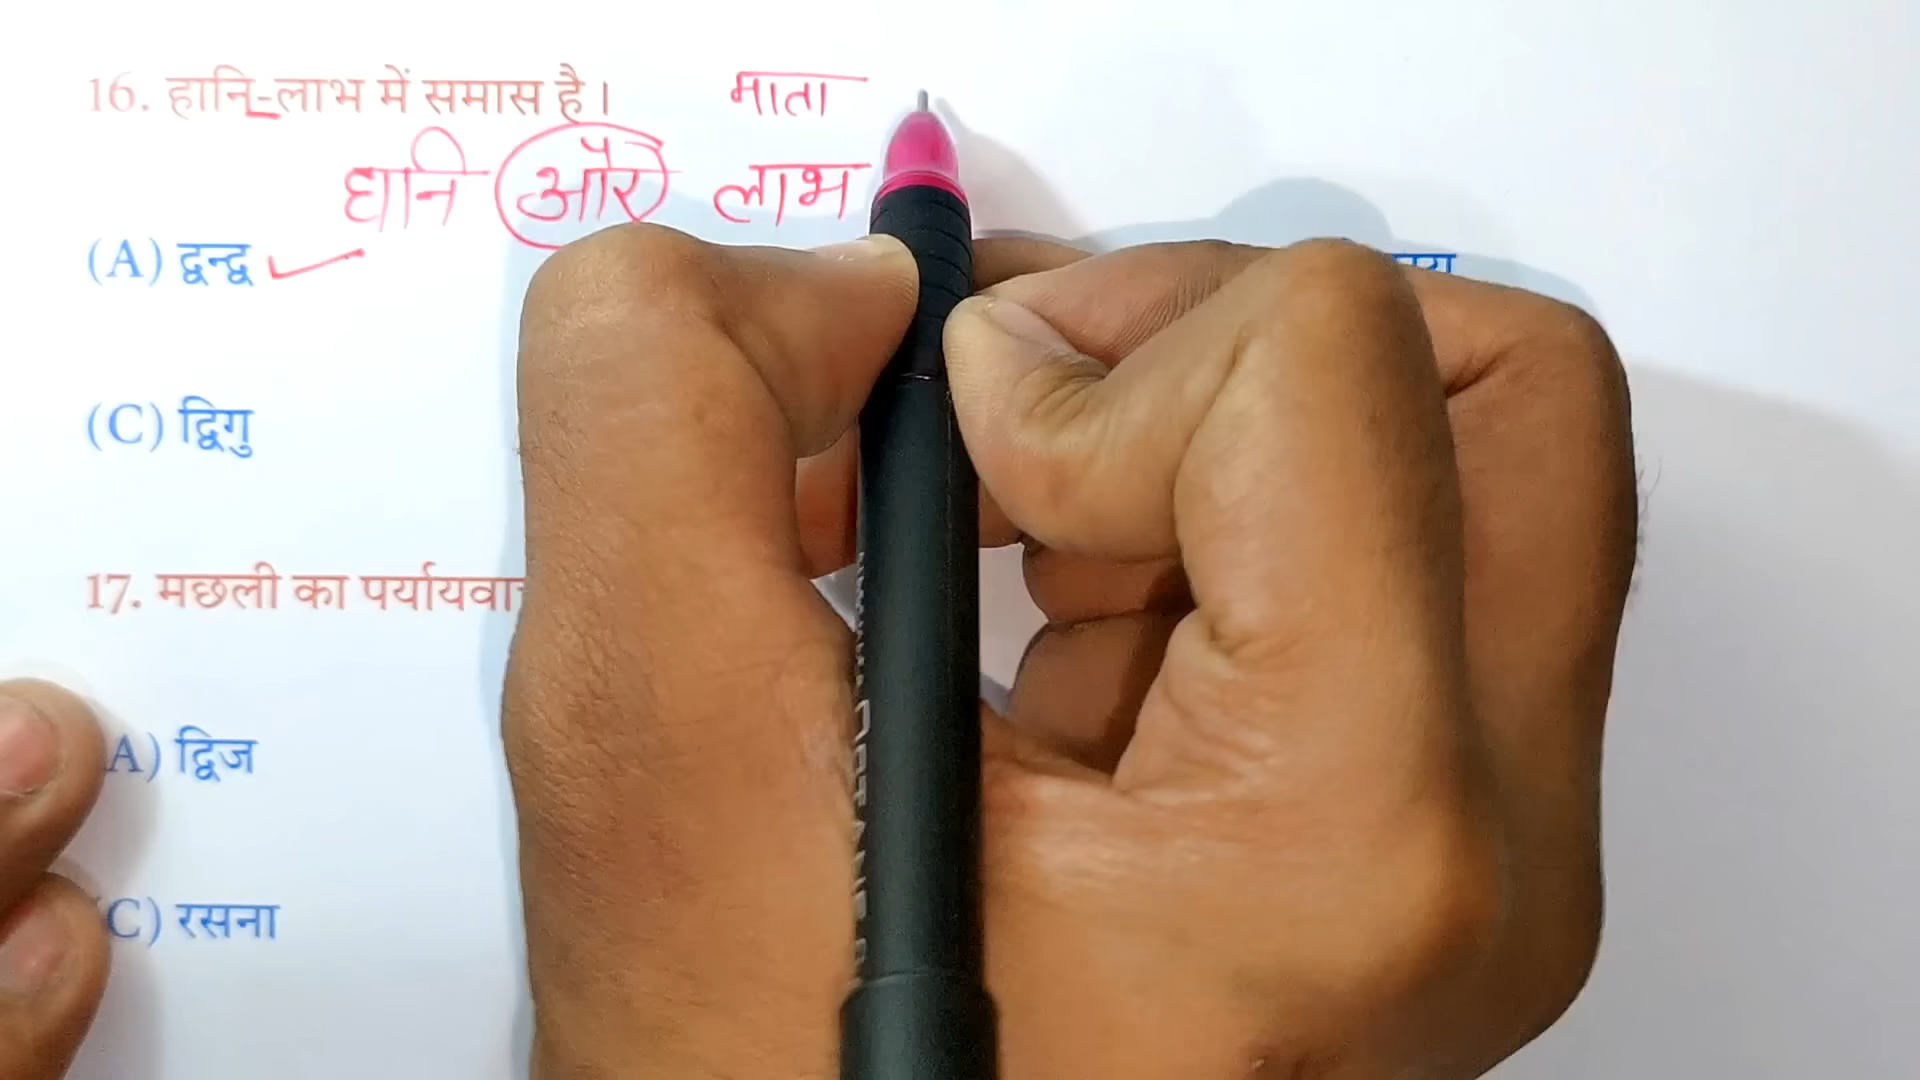 16. हानि-लाभ में समास है। माता
घानि और लाभ
(A) द्वन्द्व
(C) द्विगु
17. मछली का पर्यायवा
A) द्विज
C) रसना